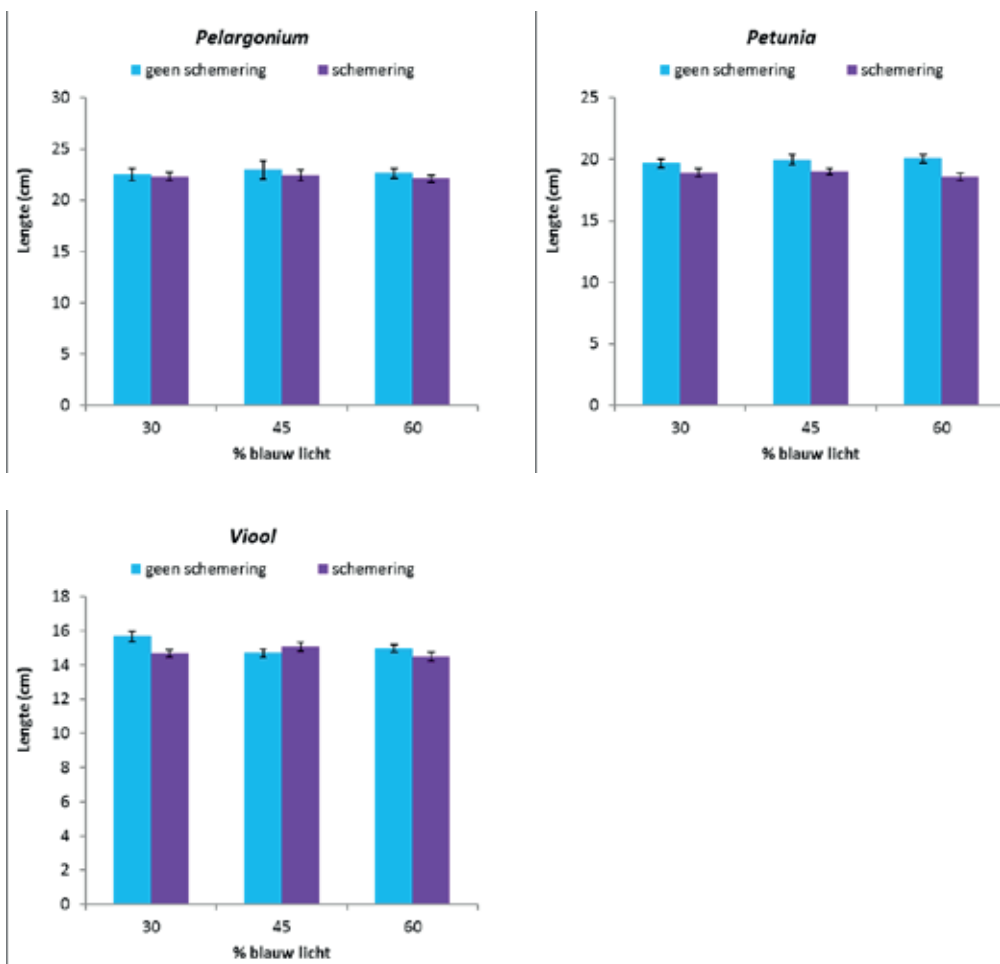 Pelargonium
geen schemering schemering
30
25
20
15
10
5
0
Lengte (cm)
30 45 60
% blauw licht
Petunia
geen schemering schemering
25
20
15
10
5
0
Lengte (cm)
30 45 60
% blauw licht
Viool
geen schemering schemering
18
16
14
12
10
8
6
4
2
0
Lengte (cm)
30 45 60
% blauw licht